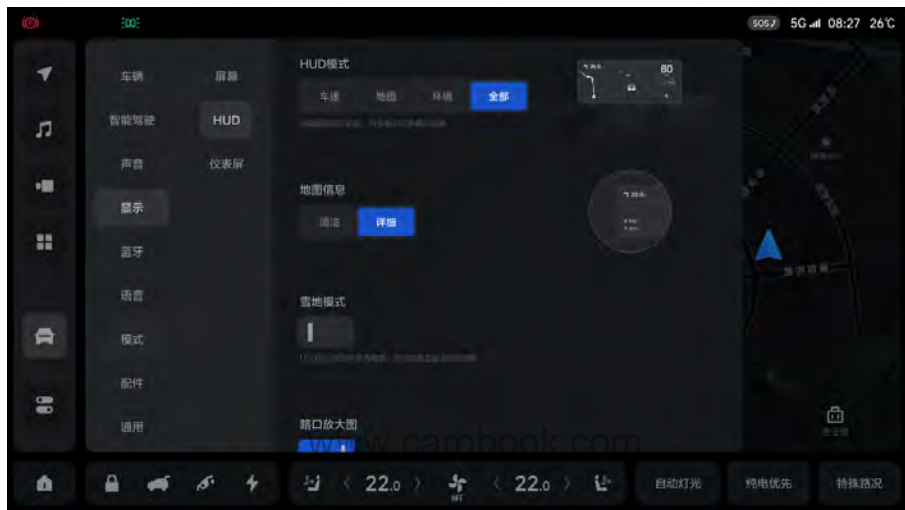 SOS 5G 08:27 26℃
车辆
智能驾驶
声音
显示
蓝牙
语音
模式
配件
通用
屏幕
HUD
仪表屏
HUD模式
车速 地图 环境 全部
80
地图信息
简洁 详细
雪地模式
路口放大图
www.carobook.com
22.0
OFF
22.0
自动灯光
纯电优先
特殊路况